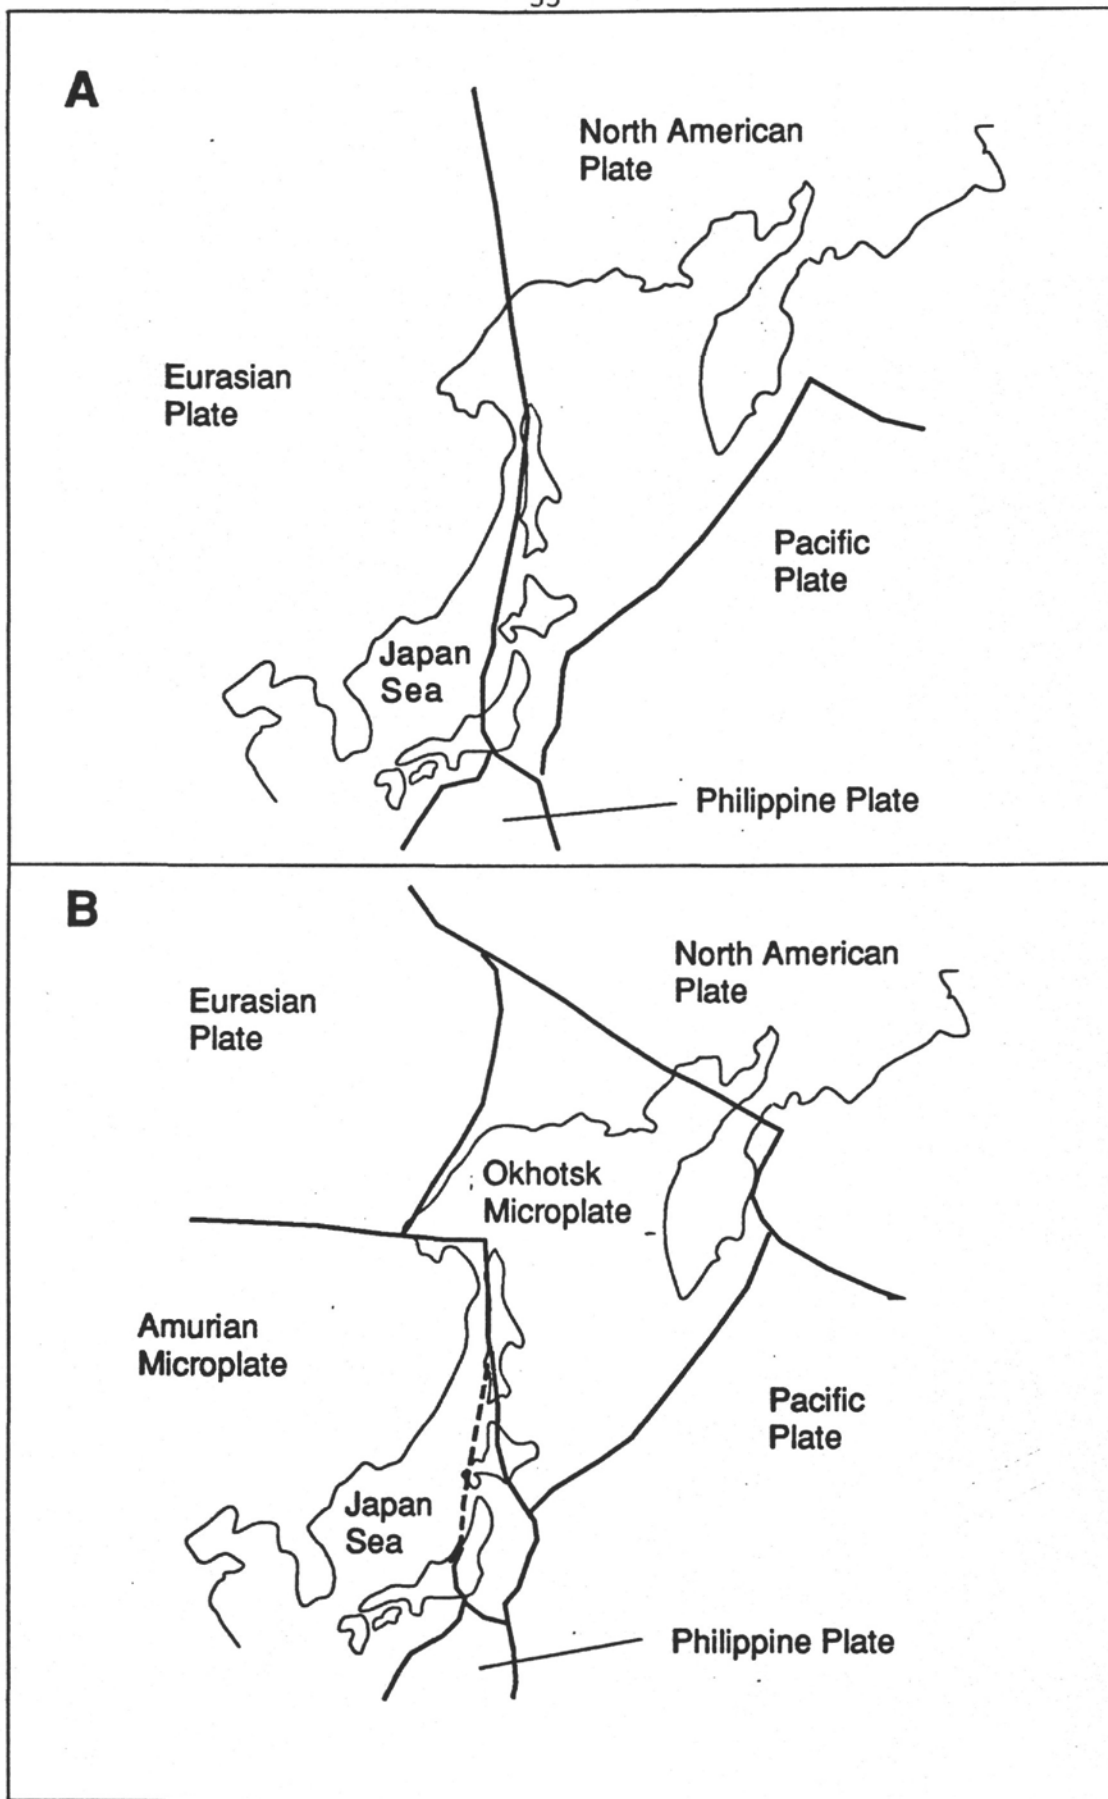 A
North American
Plate
Eurasian
Plate
Pacific
Plate
Japan
Sea
Philippine Plate
B
North American
Plate
Eurasian
Plate
Okhotsk
Microplate
Amurian
Microplate
Pacific
Plate
Japan
Sea
Philippine Plate